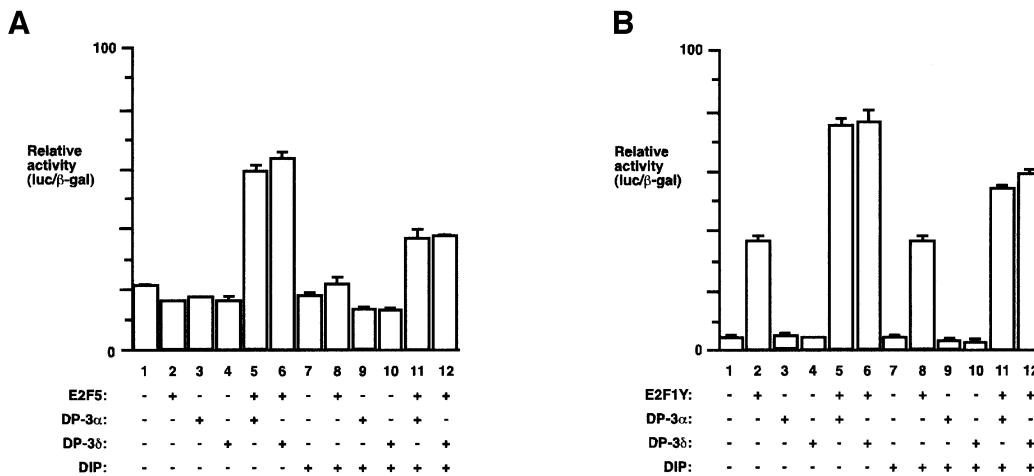 A
100
Relative
activity
(luc/β-gal)
0
1 2 3 4 5 6 7 8 9 10 11 12
E2F5: - + - - + + - + - - + +
DP-3α: - - + - + - - - + - + -
DP-3δ: - - - + - + - - - + - +
DIP: - - - - - - + + + + + +
B
100
Relative
activity
(luc/β-gal)
0
1 2 3 4 5 6 7 8 9 10 11 12
E2F1Y: - + - - + + - + - - + +
DP-3α: - - + - + - - - + - + -
DP-3δ: - - - + - + - - - + - +
DIP: - - - - - - + + + + + +